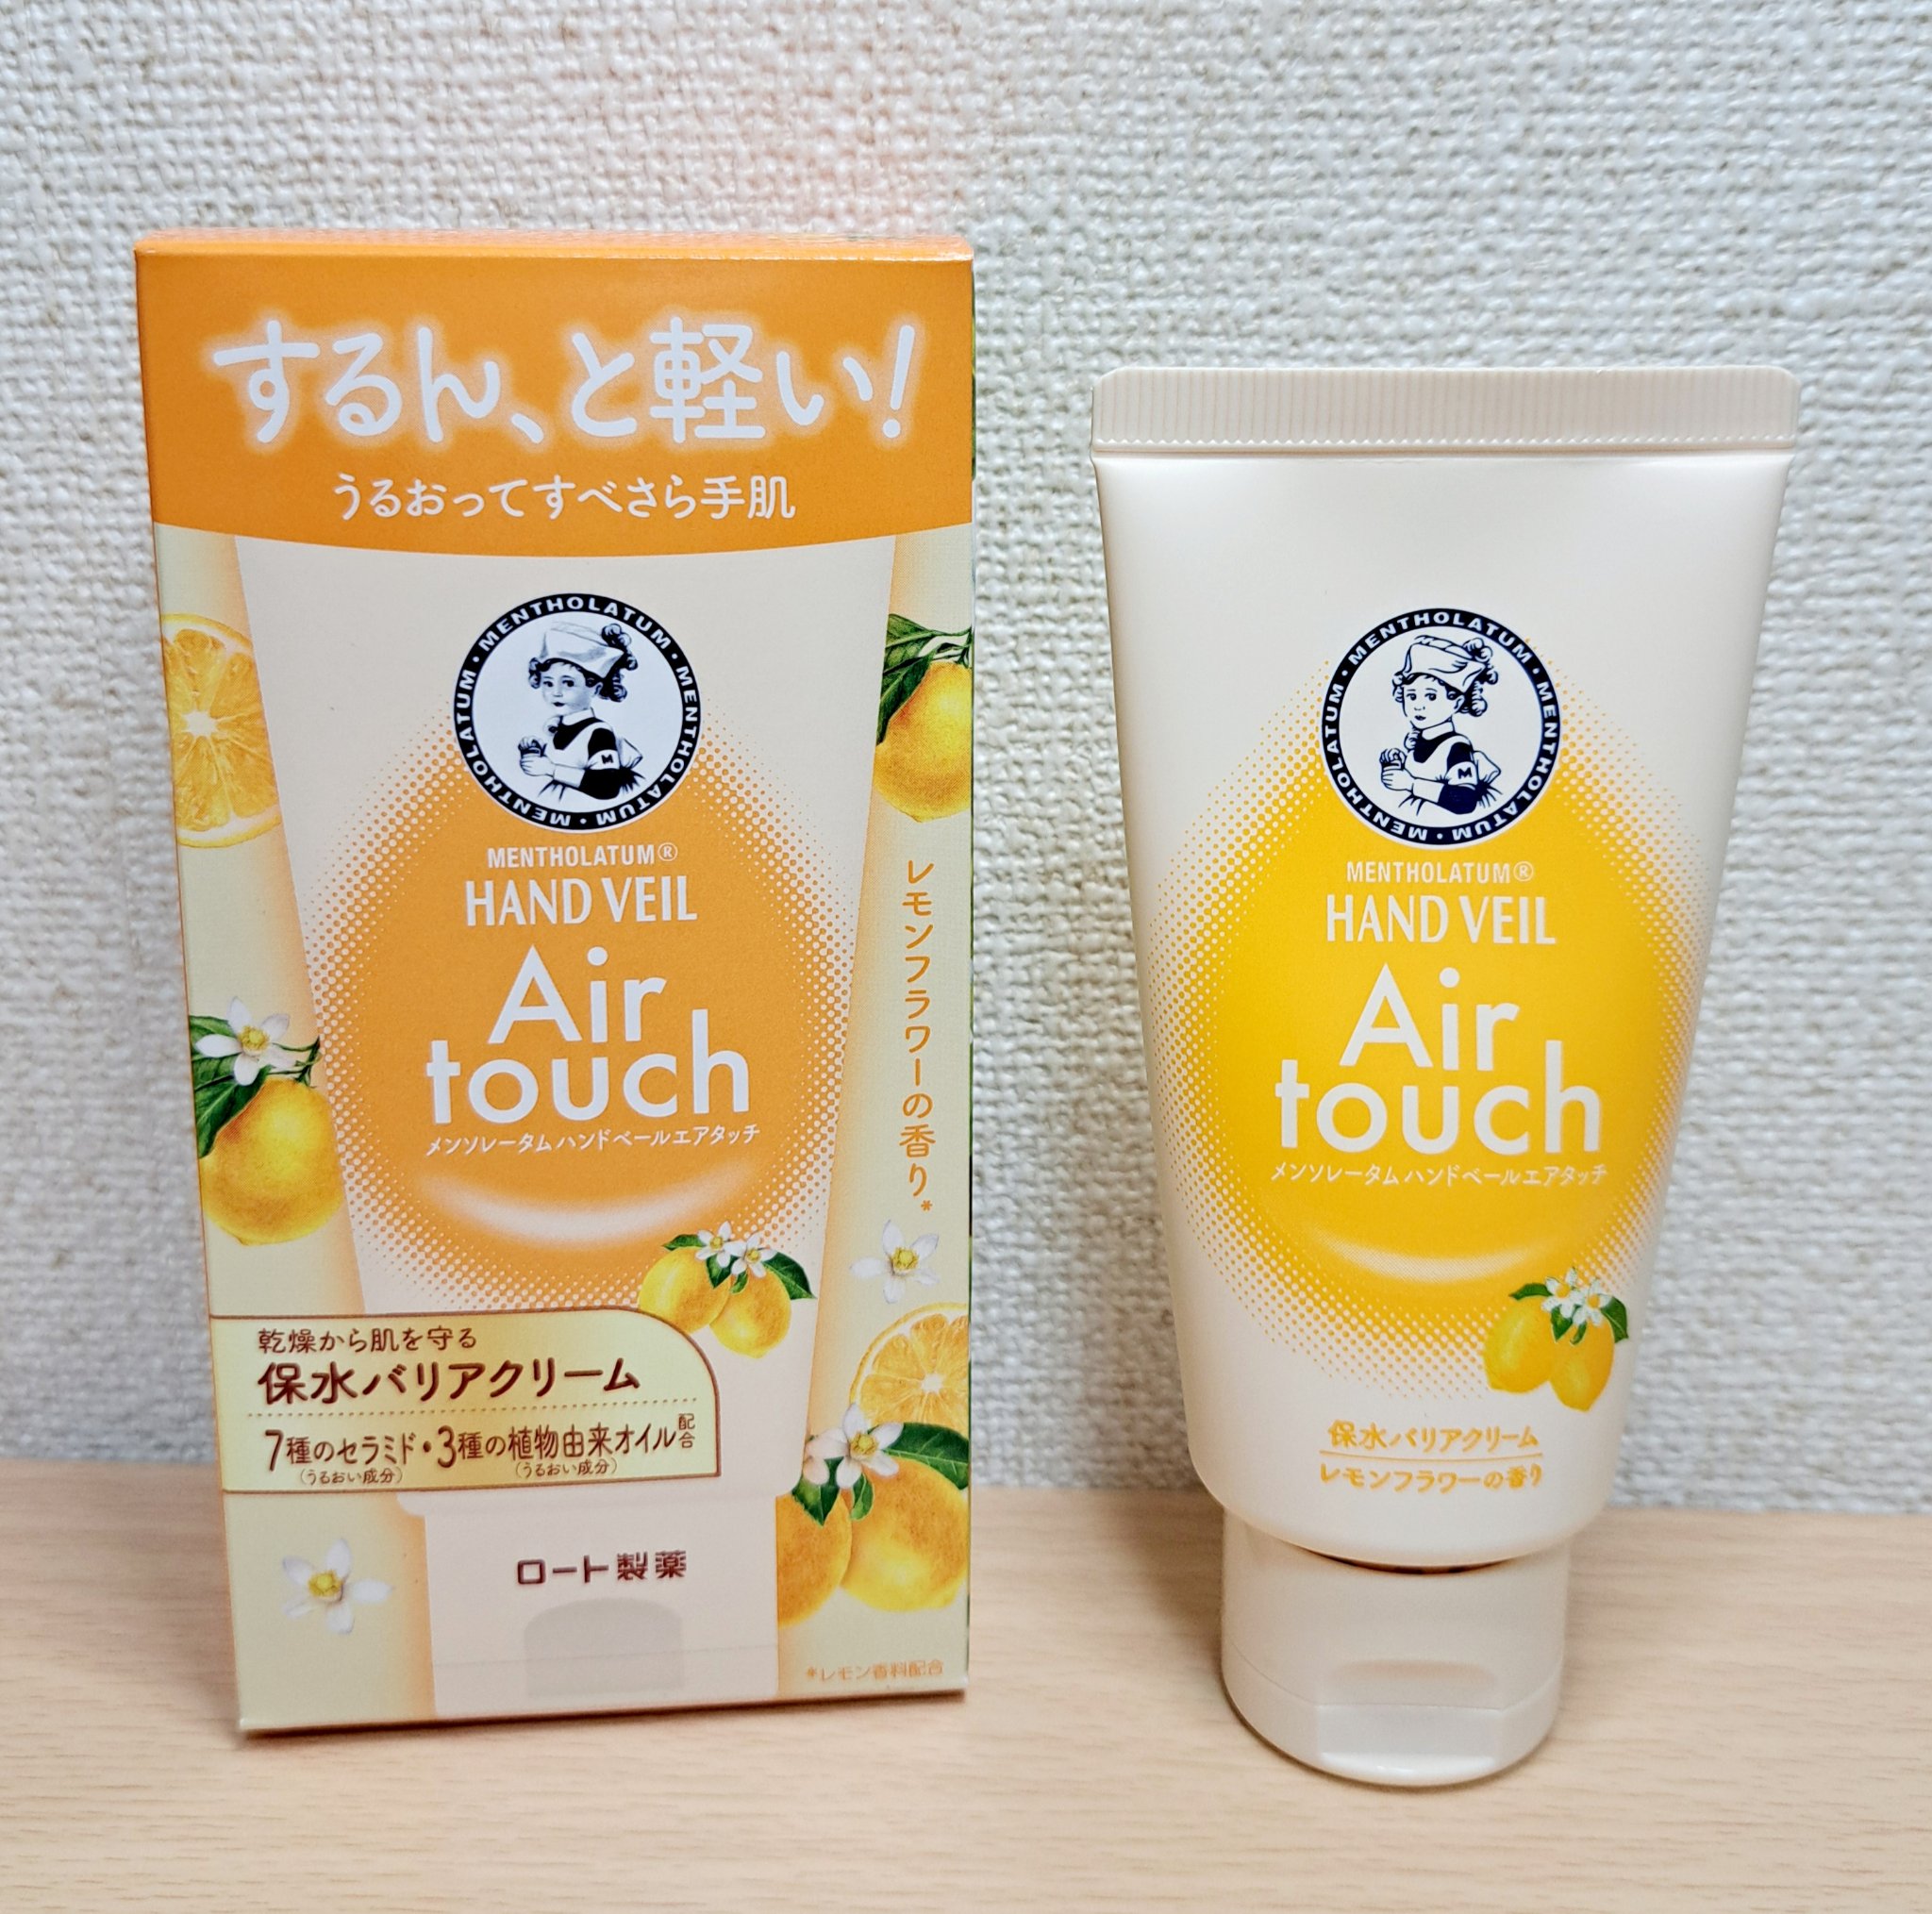 するん、と軽い!
うるおってすべさら手肌
MENTHOLATUM・MENTHOLATUM・MENTHOLATUM・
MENTHOLATUM®
HAND VEIL
Air
touch
メンソレータム ハンドベール エアタッチ
レモンフラワーの香り*
乾燥から肌を守る
保水バリアクリーム
7種のセラミド・3種の植物由来オイル配合
(うるおい成分) (うるおい成分)
ロート製薬
*レモン香料配合
MENTHOLATUM・MENTHOLATUM・MENTHOLATUM・
M
MENTHOLATUM®
HAND VEIL
Air
touch
メンソレータム ハンドベール エアタッチ
保水バリアクリーム
レモンフラワーの香り